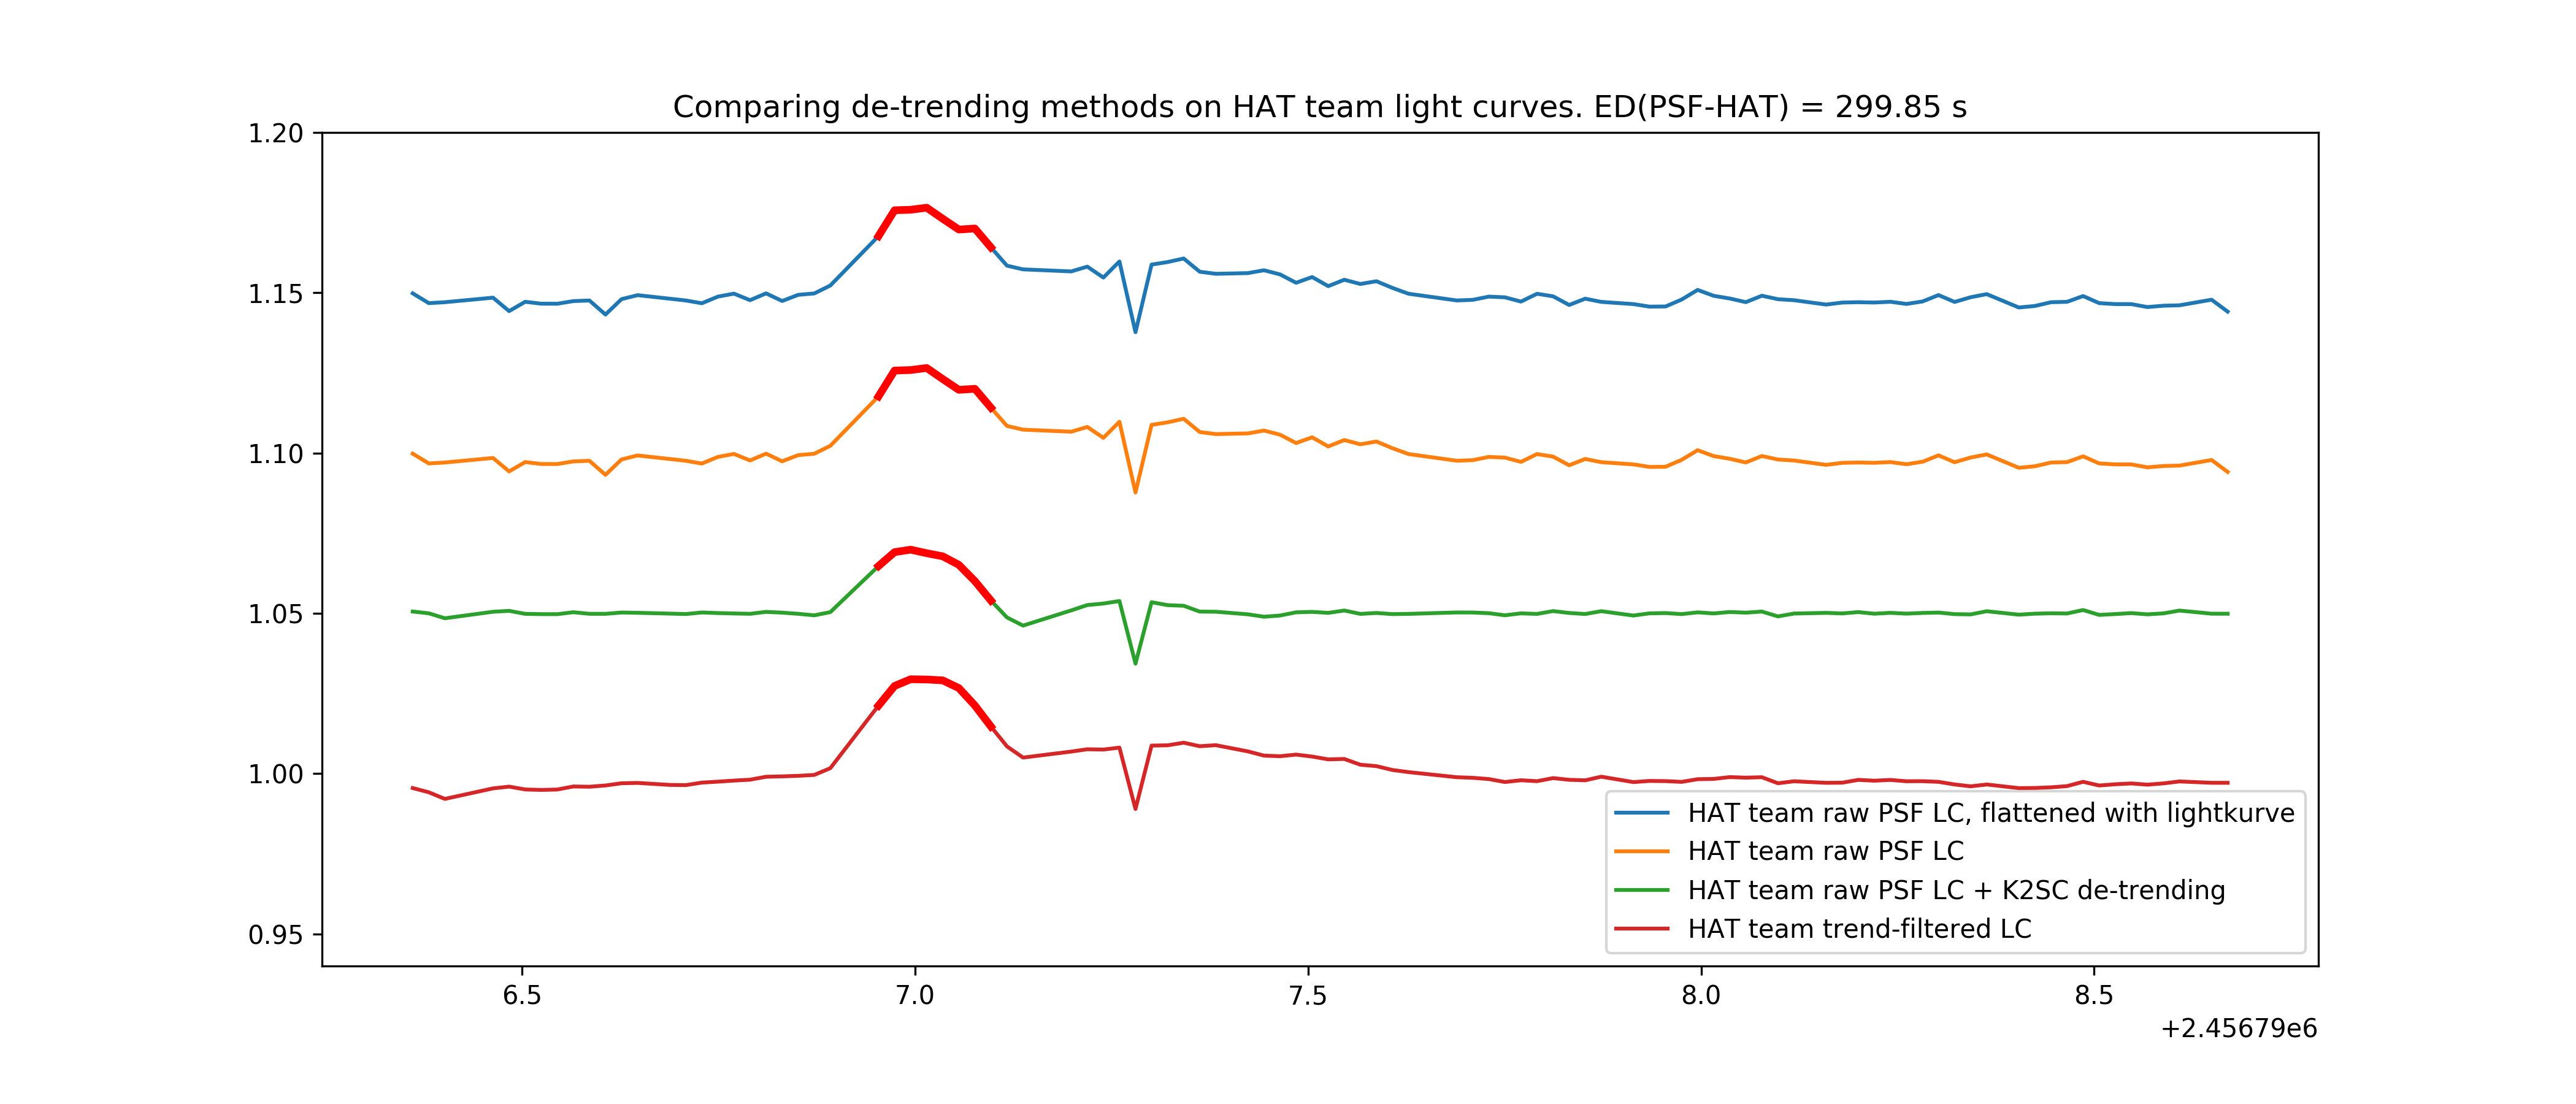 Comparing de-trending methods on HAT team light curves. ED(PSF-HAT) = 299.85 s
1.20
1.15
1.10
1.05
1.00
0.95
HAT team raw PSF LC, flattened with lightkurve
HAT team raw PSF LC
HAT team raw PSF LC + K2SC de-trending
HAT team trend-filtered LC
6.5 7.0 7.5 8.0 8.5
+2.45679e6